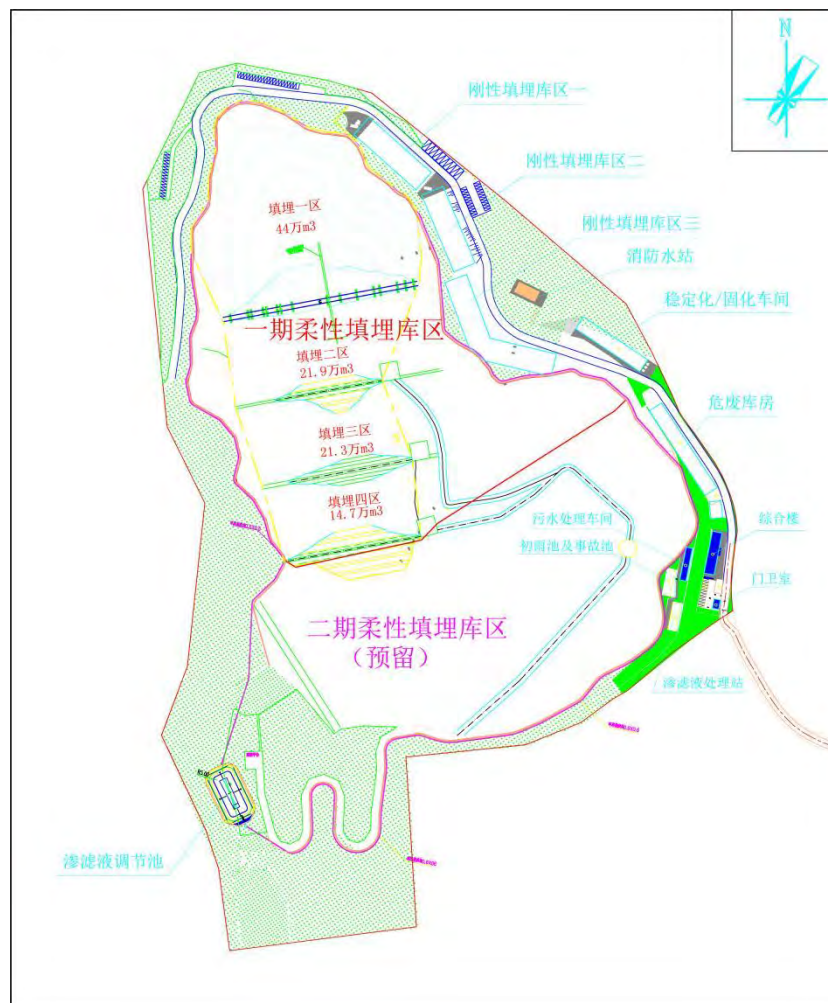 N
刚性填埋库区一
刚性填埋库区二
填埋一区
44万m3
刚性填埋库区三
消防水站
稳定化/固化车间
一期柔性填埋库区
填埋二区
21.9万m3
危废库房
填埋三区
21.3万m3
填埋四区
14.7万m3
污水处理车间
综合楼
初雨池及事故池
门卫室
二期柔性填埋库区
（预留）
渗滤液处理站
渗滤液调节池